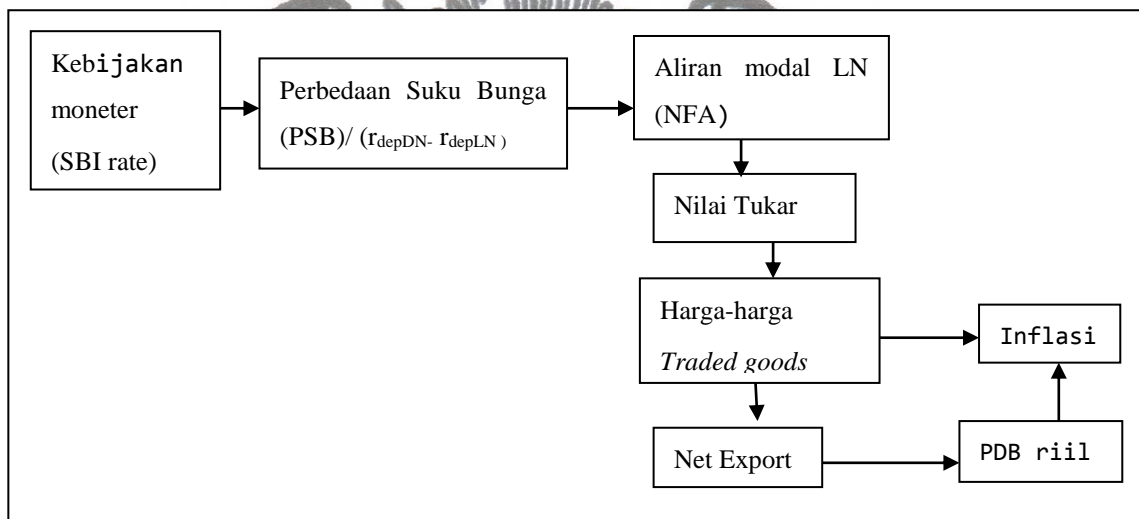 Kebijakan
moneter
(SBI rate)
Perbedaan Suku Bunga
(PSB)/ (rdepDN- rdepLN )
Aliran modal LN
(NFA)
Nilai Tukar
Harga-harga
Traded goods
Inflasi
Net Export
PDB riil